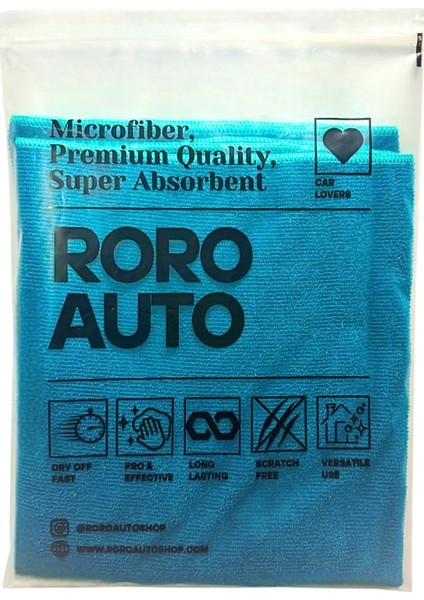 Microfiber,
Premium Quality,
Super Absorbent
CAR
LOVERS
RORO
AUTO
DRY OFF
FAST
PRO &
EFFECTIVE
LONG
LASTING
SCRATCH
FREE
VERSATILE
USE
@ROROAUTOSHOP
WWW.ROROAUTOSHOP.COM